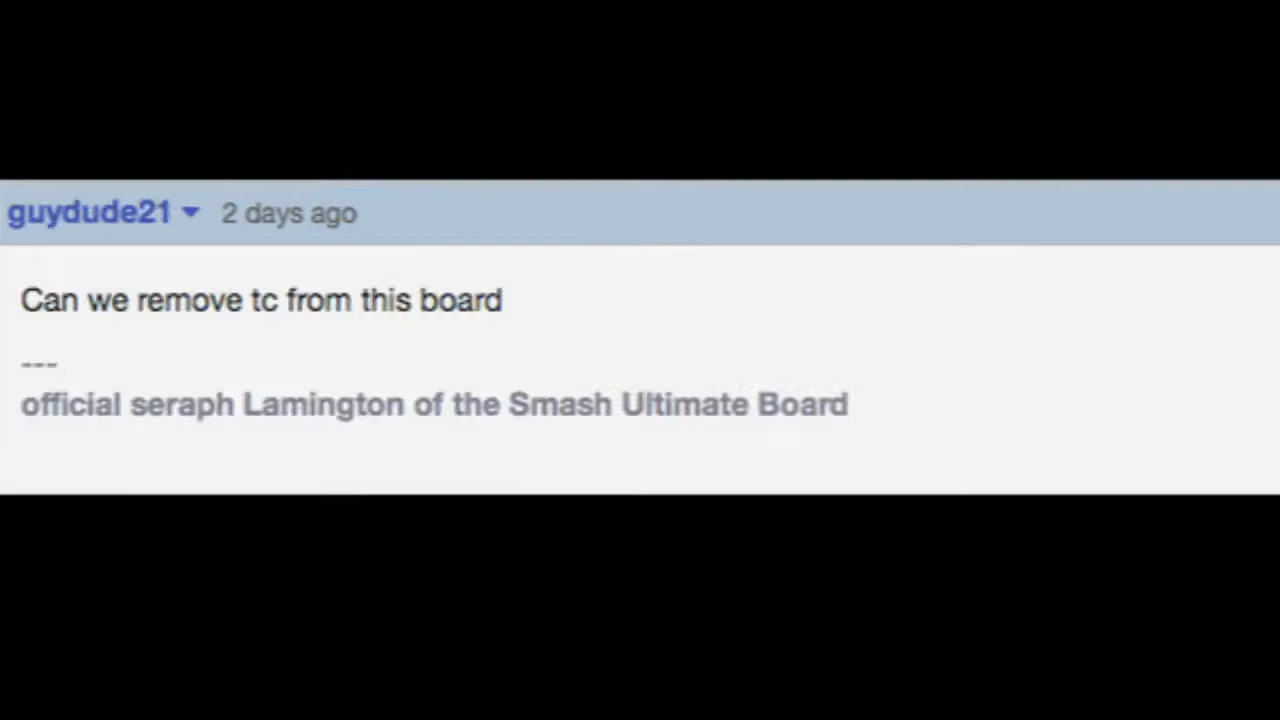 guydude21 2 days ago
Can we remove tc from this board
---
official seraph Lamington of the Smash Ultimate Board